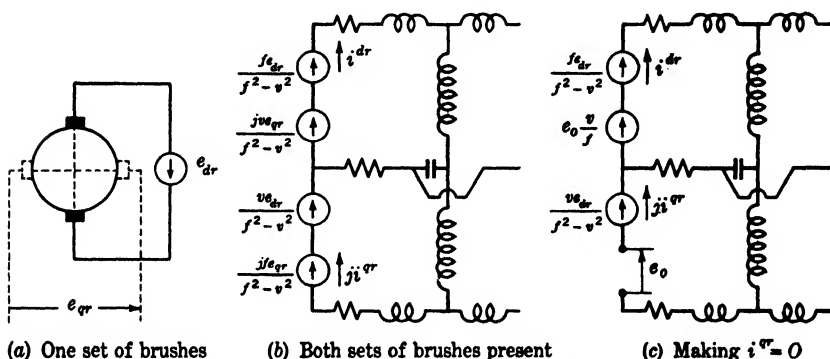 e_dr
e_qr
(a) One set of brushes
fe_dr
f² − v²
i^dr
jve_qr
f² − v²
ve_dr
f² − v²
jfe_qr
f² − v²
ji^qr
(b) Both sets of brushes present
fe_dr
f² − v²
i^dr
e₀ v
f
ve_dr
f² − v²
ji^qr
e₀
(c) Making i^qr = 0